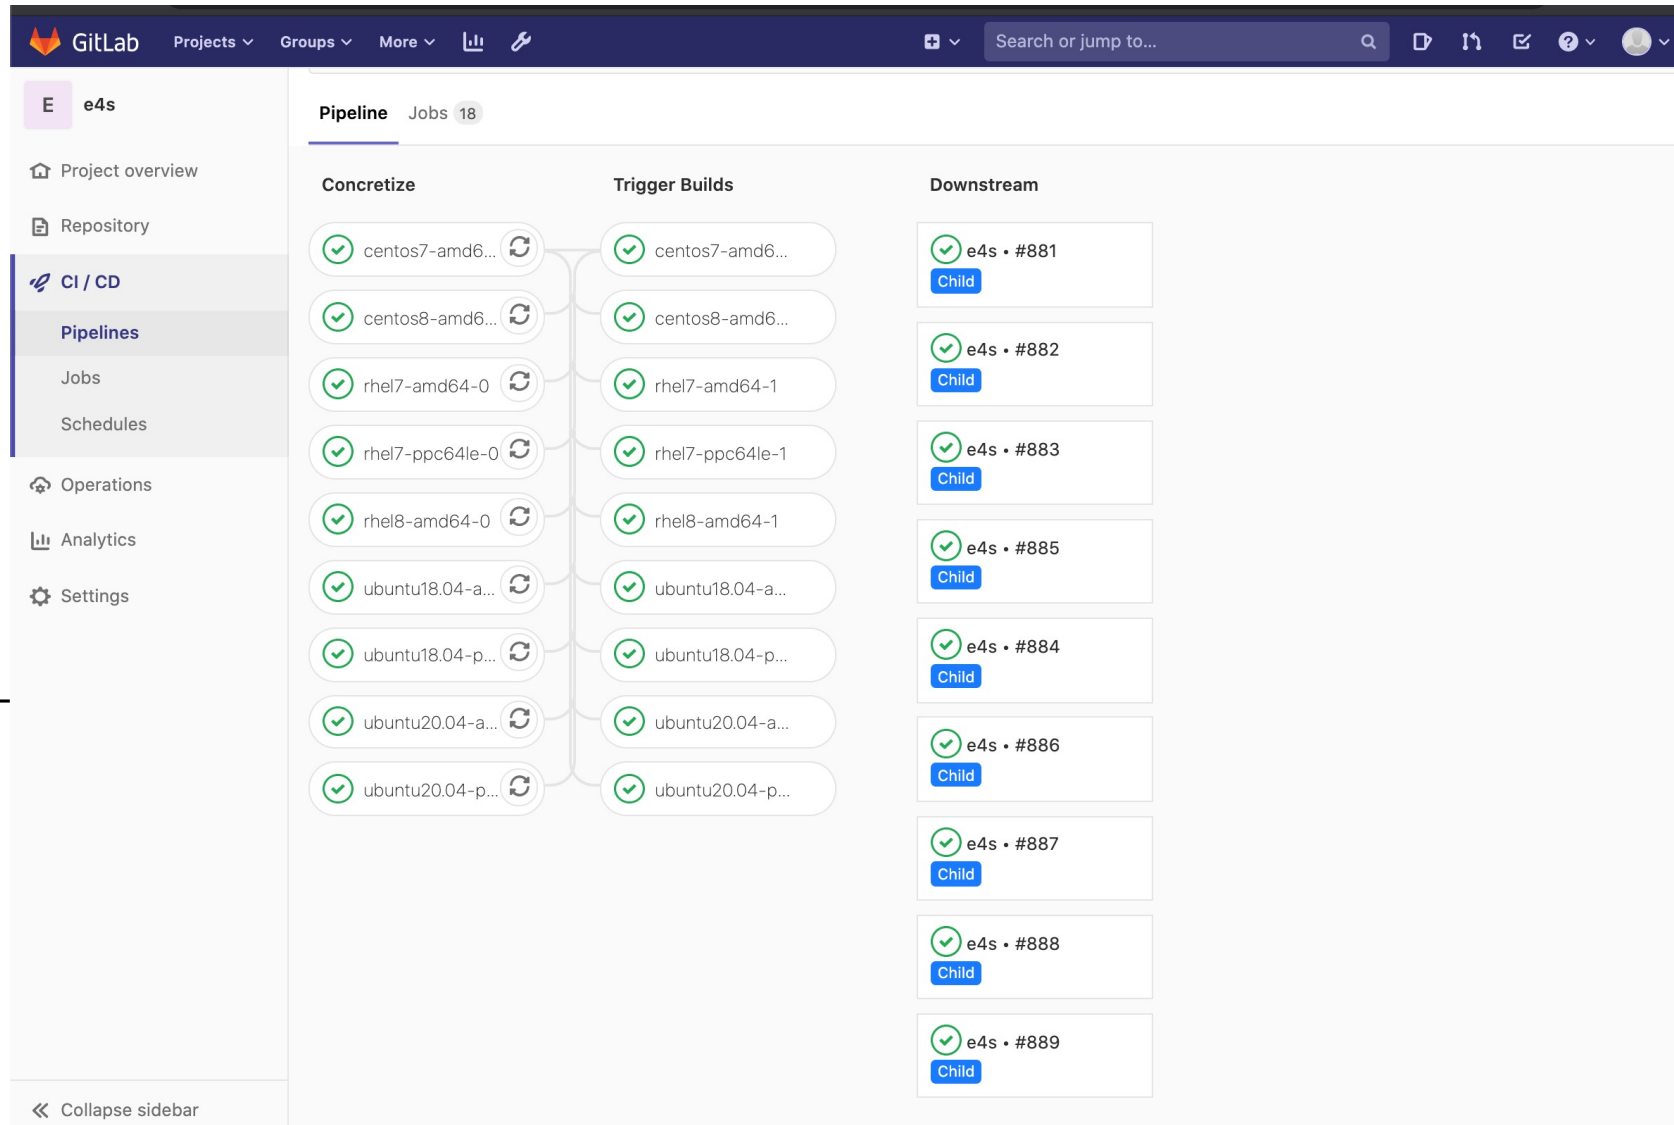 GitLab Projects Groups More Search or jump to...
E e4s
Project overview
Repository
CI / CD
Pipelines
Jobs
Schedules
Operations
Analytics
Settings
Collapse sidebar
Pipeline Jobs 18
Concretize
centos7-amd6...
centos8-amd6...
rhel7-amd64-0
rhel7-ppc64le-0
rhel8-amd64-0
ubuntu18.04-a...
ubuntu18.04-p...
ubuntu20.04-a...
ubuntu20.04-p...
Trigger Builds
centos7-amd6...
centos8-amd6...
rhel7-amd64-1
rhel7-ppc64le-1
rhel8-amd64-1
ubuntu18.04-a...
ubuntu18.04-p...
ubuntu20.04-a...
ubuntu20.04-p...
Downstream
e4s • #881
Child
e4s • #882
Child
e4s • #883
Child
e4s • #885
Child
e4s • #884
Child
e4s • #886
Child
e4s • #887
Child
e4s • #888
Child
e4s • #889
Child